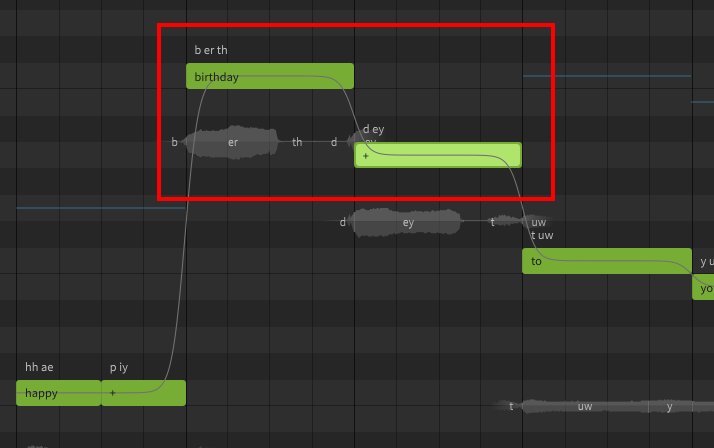 b er th
birthday
d ey
b er th d ey
+
d ey t uw
t uw
to
y u
yo
hh ae
p iy
happy
+
t uw y